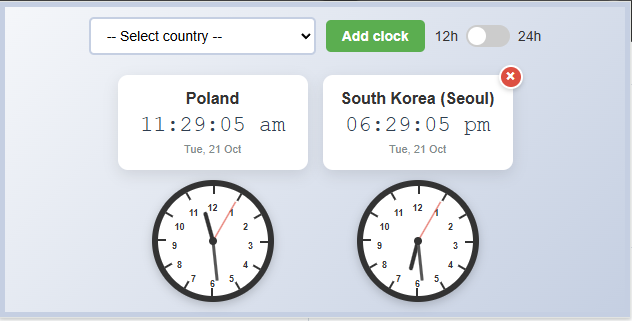 -- Select country --
Add clock
12h
24h
Poland
11:29:05 am
Tue, 21 Oct
South Korea (Seoul)
06:29:05 pm
Tue, 21 Oct
12
1
2
3
4
5
6
7
8
9
10
11
12
1
2
3
4
5
6
7
8
9
10
11